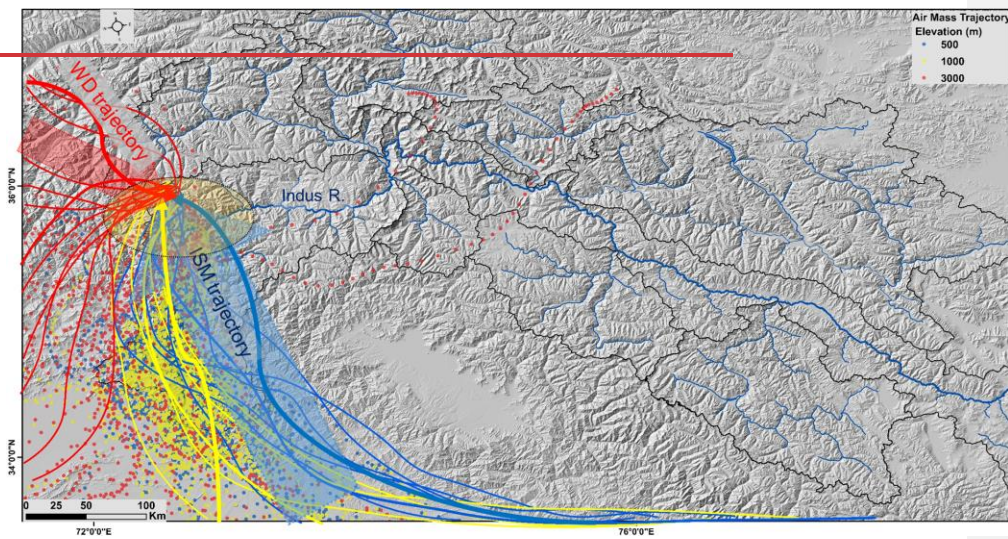 Air Mass Trajectory
Elevation (m)
500
1000
3000
WD trajectory
36°0'0"N
Indus R.
SM trajectory
34°0'0"N
0 25 50 100
Km
72°0'0"E
76°0'0"E